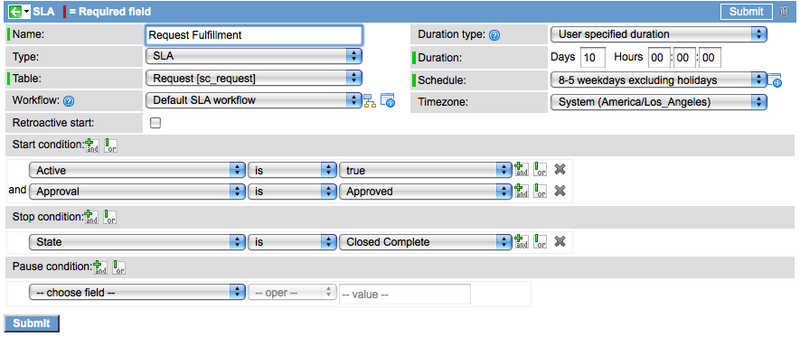 SLA = Required field Submit
Name: Request Fulfillment Duration type: User specified duration
Type: SLA Duration: Days 10 Hours 00 : 00 : 00
Table: Request [sc_request] Schedule: 8-5 weekdays excluding holidays
Workflow: Default SLA workflow Timezone: System (America/Los_Angeles)
Retroactive start:
Start condition: and or
Active is true and or
and Approval is Approved and or
Stop condition: and or
State is Closed Complete and or
Pause condition: and or
-- choose field -- -- oper -- -- value --
Submit